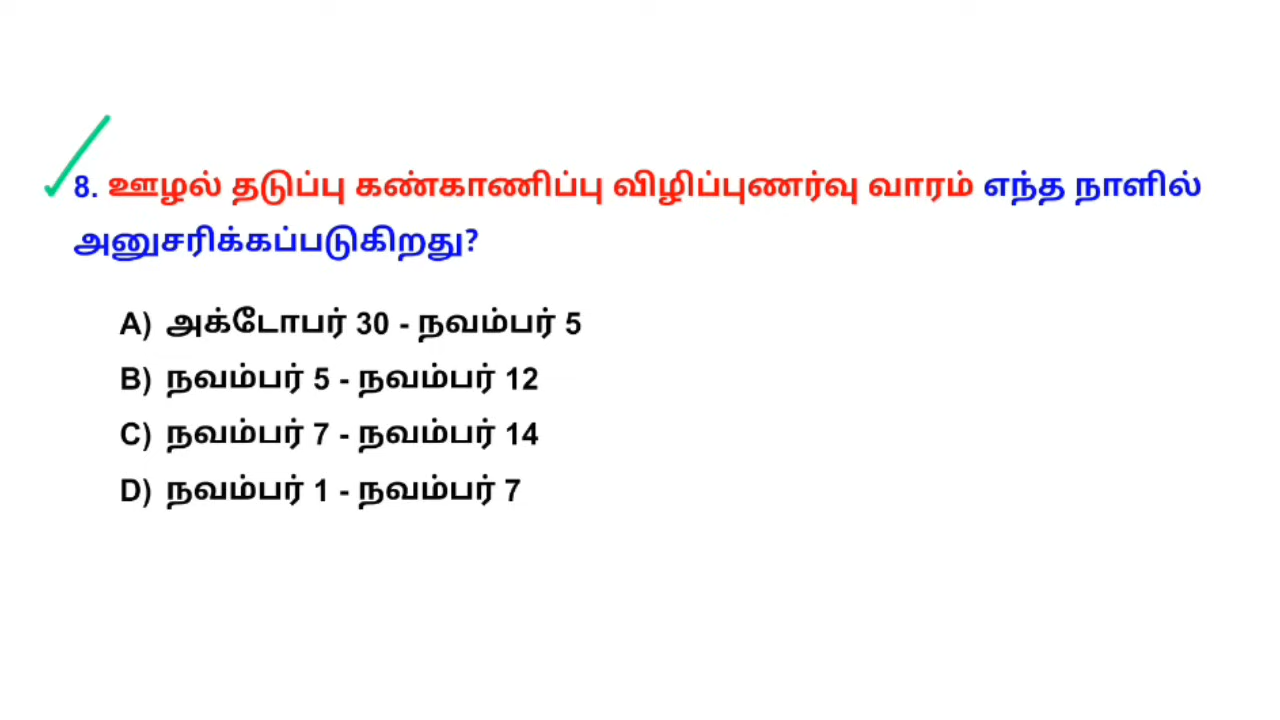 8. ஊழல் தடுப்பு கண்காணிப்பு விழிப்புணர்வு வாரம் எந்த நாளில்
அனுசரிக்கப்படுகிறது?
A) அக்டோபர் 30 - நவம்பர் 5
B) நவம்பர் 5 - நவம்பர் 12
C) நவம்பர் 7 - நவம்பர் 14
D) நவம்பர் 1 - நவம்பர் 7